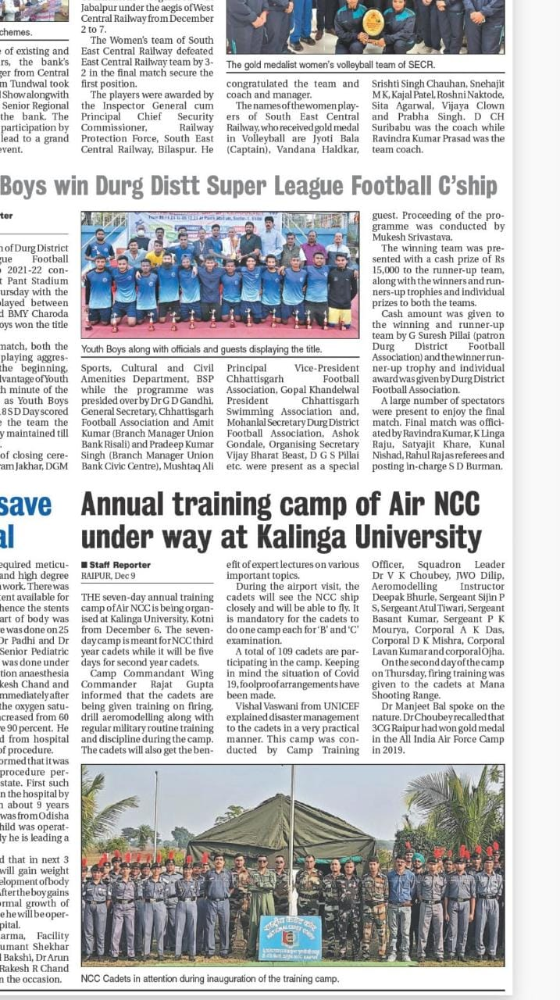 chemes.
e of existing and
rs, the bank's
ger from Central
m Tundwal took
Show alongwith
Senior Regional
the bank. The
participation by
lead to a grand
event.
Jabalpur under the aegis of West
Central Railway from December
2 to 7.
The Women's team of South
East Central Railway defeated
East Central Railway team by 3-
2 in the final match secure the
first position.
The players were awarded by
the Inspector General cum
Principal Chief Security
Commissioner, Railway
Protection Force, South East
Central Railway, Bilaspur. He
The gold medalist women's volleyball team of SECR.
congratulated the team and
coach and manager.
The names of the women play-
ers of South East Central
Railway, who received gold medal
in Volleyball are Jyoti Bala
(Captain), Vandana Haldkar,
Srishti Singh Chauhan, Snehajit
M K, Kajal Patel, Roshni Naktode,
Sita Agarwal, Vijaya Clown
and Prabha Singh. D CH
Suribabu was the coach while
Ravindra Kumar Prasad was the
team coach.
Boys win Durg Distt Super League Football C'ship
rter
n of Durg District
gue Football
2021-22 con-
t Pant Stadium
ursday with the
played between
d BMY Charoda
oys won the title
match, both the
playing aggres-
the beginning,
dvantage of Youth
h minute of the
as Youth Boys
8 S D Day scored
e the team the
y maintained till
of closing cere-
ram Jakhar, DGM
Youth Boys along with officials and guests displaying the title.
Sports, Cultural and Civil
Amenities Department, BSP
while the programme was
presided over by Dr G D Gandhi,
General Secretary, Chhattisgarh
Football Association and Amit
Kumar (Branch Manager Union
Bank Risali) and Pradeep Kumar
Singh (Branch Manager Union
Bank Civic Centre), Mushtaq Ali
Principal Vice-President
Chhattisgarh Football
Association, Gopal Khandelwal
President Chhattisgarh
Swimming Association and,
Mohanlal Secretary Durg District
Football Association, Ashok
Gondale, Organising Secretary
Vijay Bharat Beast, D G S Pillai
etc. were present as a special
guest. Proceeding of the pro-
gramme was conducted by
Mukesh Srivastava.
The winning team was pre-
sented with a cash prize of Rs
15,000 to the runner-up team,
along with the winners and run-
ners-up trophies and individual
prizes to both the teams.
Cash amount was given to
the winning and runner-up
team by G Suresh Pillai (patron
Durg District Football
Association) and the winner run-
ner-up trophy and individual
award was given by Durg District
Football Association.
A large number of spectators
were present to enjoy the final
match. Final match was offici-
ated by Ravindra Kumar, K Linga
Raju, Satyajit Khare, Kunal
Nishad, Rahul Raj as referees and
posting in-charge S D Burman.
save
al
equired meticu-
and high degree
work. There was
tent available for
hence the stents
art of body was
e was done on 25
Dr Padhi and Dr
Senior Pediatric
was done under
tion anaesthesia
kesh Chand and
mmediately after
the oxygen satu-
ncreased from 60
e 90 percent. He
d from hospital
of procedure.
ormed that it was
procedure per-
state. First such
n the hospital by
n about 9 years
was from Odisha
hild was operat-
ly he is leading a
d that in next 3
will gain weight
elopment of body
After the boy gains
ormal growth of
e he will be oper-
pital.
arma, Facility
umant Shekhar
l Bakshi, Dr Arun
Rakesh R Chand
n the occasion.
Annual training camp of Air NCC
under way at Kalinga University
■ Staff Reporter
RAIPUR, Dec 9
THE seven-day annual training
camp of Air NCC is being organ-
ised at Kalinga University, Kotni
from December 6. The seven-
day camp is meant for NCC third
year cadets while it will be five
days for second year cadets.
Camp Commandant Wing
Commander Rajat Gupta
informed that the cadets are
being given training on firing,
drill aeromodelling along with
regular military routine training
and discipline during the camp.
The cadets will also get the ben-
efit of expert lectures on various
important topics.
During the airport visit, the
cadets will see the NCC ship
closely and will be able to fly. It
is mandatory for the cadets to
do one camp each for 'B' and 'C'
examination.
A total of 109 cadets are par-
ticipating in the camp. Keeping
in mind the situation of Covid
19, foolproof arrangements have
been made.
Vishal Vaswani from UNICEF
explained disaster management
to the cadets in a very practical
manner. This camp was con-
ducted by Camp Training
Officer, Squadron Leader
Dr V K Choubey, JWO Dilip,
Aeromodelling Instructor
Deepak Bhurle, Sergeant Sijin P
S, Sergeant Atul Tiwari, Sergeant
Basant Kumar, Sergeant P K
Mourya, Corporal A K Das,
Corporal D K Mishra, Corporal
Lavan Kumar and corporal Ojha.
On the second day of the camp
on Thursday, firing training was
given to the cadets at Mana
Shooting Range.
Dr Manjeet Bal spoke on the
nature. Dr Choubey recalled that
3CG Raipur had won gold medal
in the All India Air Force Camp
in 2019.
राष्ट्रीय कैडेट कोर
NATIONAL CADET CORPS
NCC Cadets in attention during inauguration of the training camp.